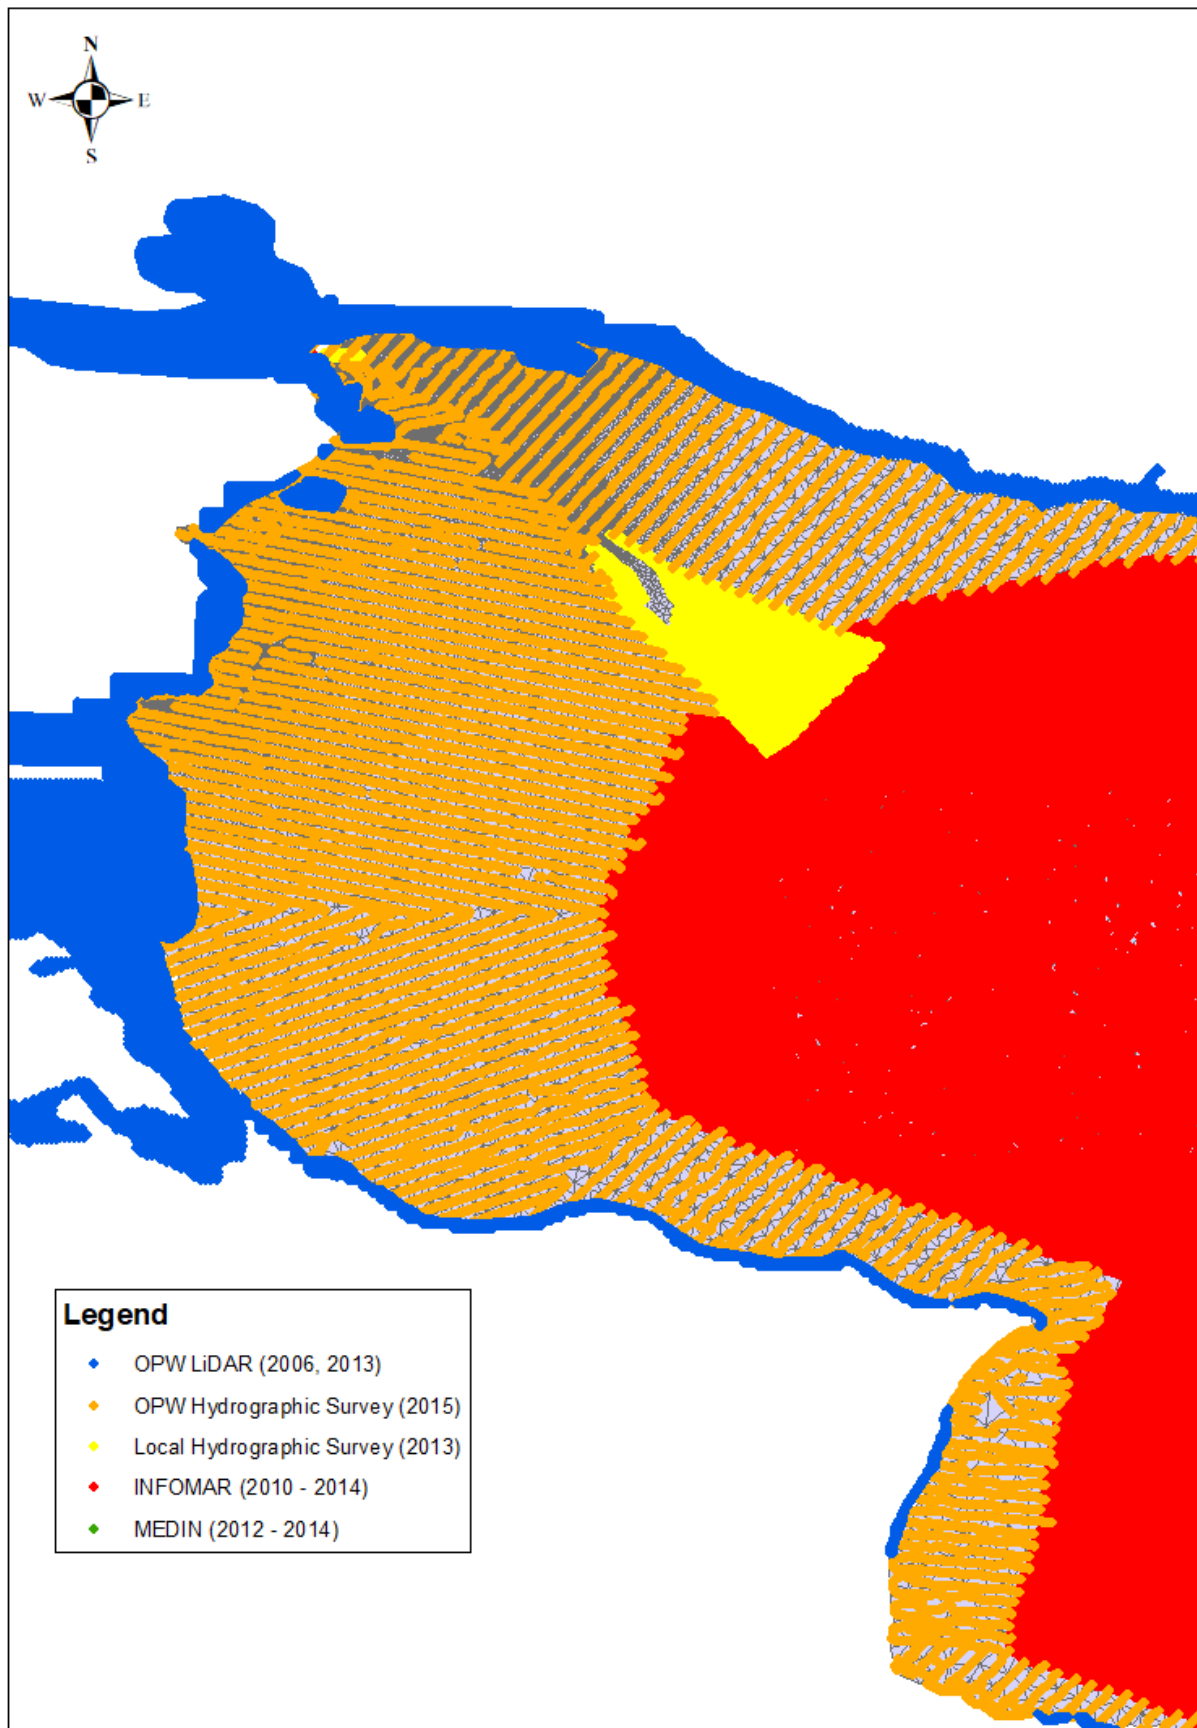 N
W E
S
Legend
OPW LiDAR (2006, 2013)
OPW Hydrographic Survey (2015)
Local Hydrographic Survey (2013)
INFOMAR (2010 - 2014)
MEDIN (2012 - 2014)